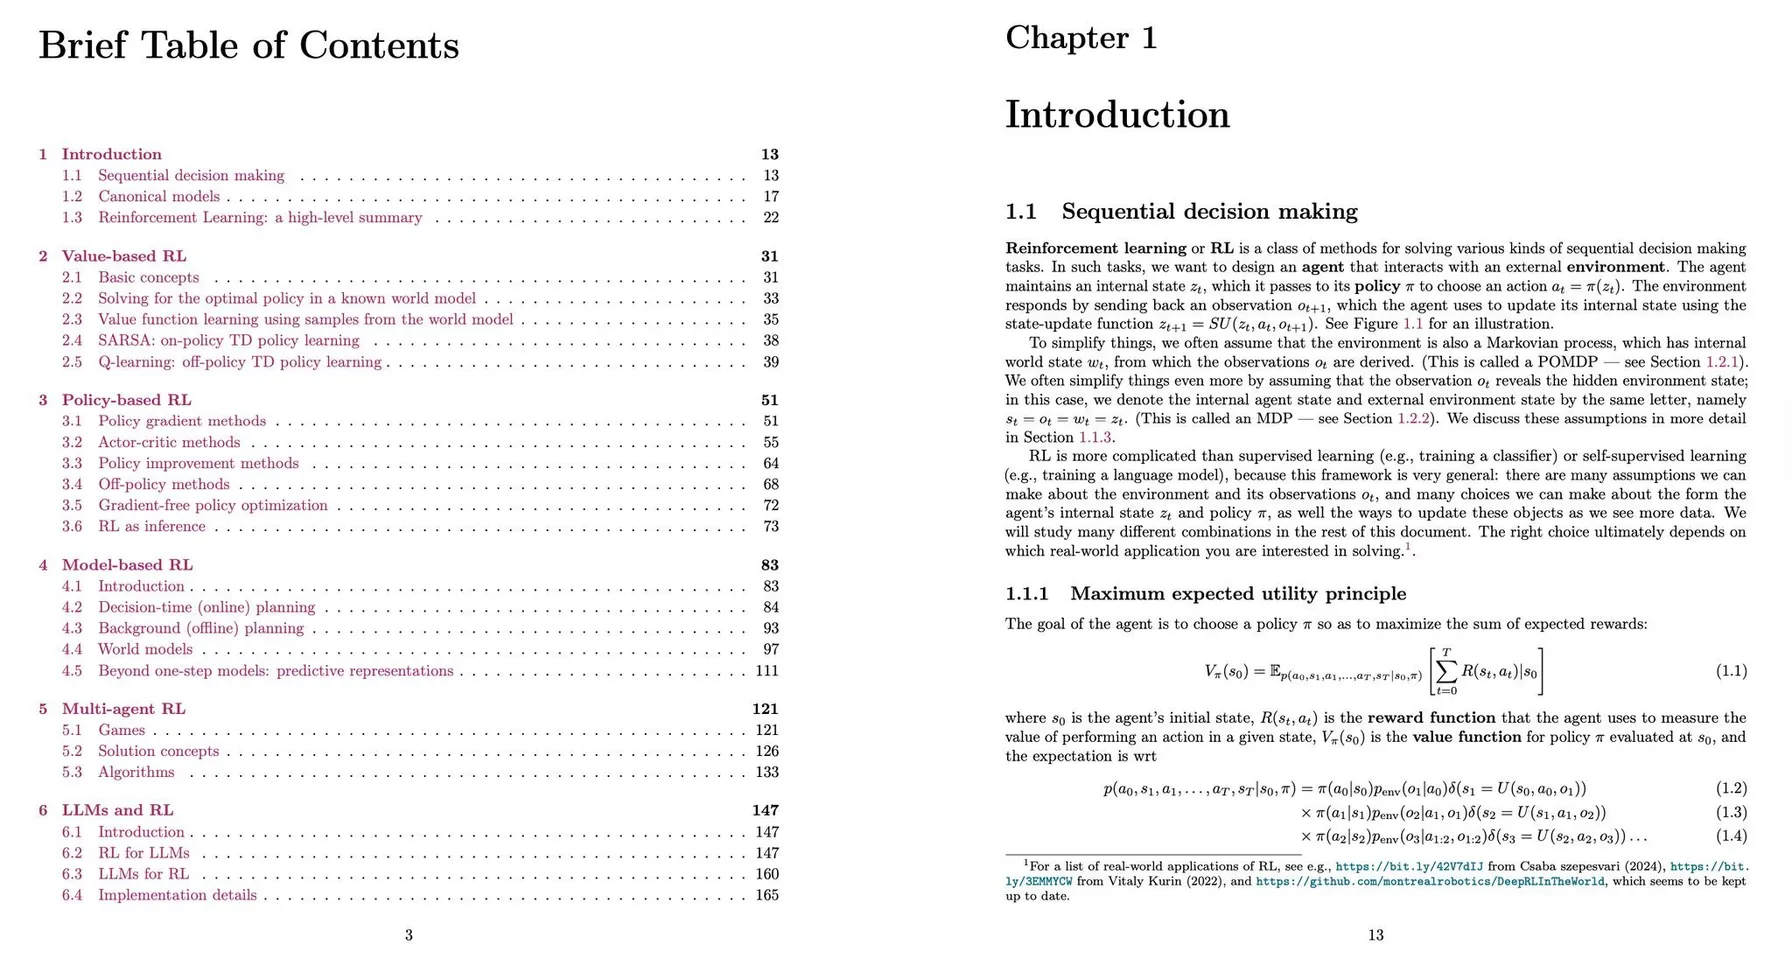 Brief Table of Contents
1 Introduction 13
1.1 Sequential decision making . . . . . . . . . . . . . . . . . . . . . . . . . . . . . . . . . . . . . 13
1.2 Canonical models . . . . . . . . . . . . . . . . . . . . . . . . . . . . . . . . . . . . . . . . . . . 17
1.3 Reinforcement Learning: a high-level summary . . . . . . . . . . . . . . . . . . . . . . . . . . 22
2 Value-based RL 31
2.1 Basic concepts . . . . . . . . . . . . . . . . . . . . . . . . . . . . . . . . . . . . . . . . . . . . 31
2.2 Solving for the optimal policy in a known world model . . . . . . . . . . . . . . . . . . . . . . 33
2.3 Value function learning using samples from the world model . . . . . . . . . . . . . . . . . . . 35
2.4 SARSA: on-policy TD policy learning . . . . . . . . . . . . . . . . . . . . . . . . . . . . . . . 38
2.5 Q-learning: off-policy TD policy learning . . . . . . . . . . . . . . . . . . . . . . . . . . . . . . 39
3 Policy-based RL 51
3.1 Policy gradient methods . . . . . . . . . . . . . . . . . . . . . . . . . . . . . . . . . . . . . . . 51
3.2 Actor-critic methods . . . . . . . . . . . . . . . . . . . . . . . . . . . . . . . . . . . . . . . . . 55
3.3 Policy improvement methods . . . . . . . . . . . . . . . . . . . . . . . . . . . . . . . . . . . . 64
3.4 Off-policy methods . . . . . . . . . . . . . . . . . . . . . . . . . . . . . . . . . . . . . . . . . . 68
3.5 Gradient-free policy optimization . . . . . . . . . . . . . . . . . . . . . . . . . . . . . . . . . . 72
3.6 RL as inference . . . . . . . . . . . . . . . . . . . . . . . . . . . . . . . . . . . . . . . . . . . . 73
4 Model-based RL 83
4.1 Introduction . . . . . . . . . . . . . . . . . . . . . . . . . . . . . . . . . . . . . . . . . . . . . . 83
4.2 Decision-time (online) planning . . . . . . . . . . . . . . . . . . . . . . . . . . . . . . . . . . . 84
4.3 Background (offline) planning . . . . . . . . . . . . . . . . . . . . . . . . . . . . . . . . . . . . 93
4.4 World models . . . . . . . . . . . . . . . . . . . . . . . . . . . . . . . . . . . . . . . . . . . . . 97
4.5 Beyond one-step models: predictive representations . . . . . . . . . . . . . . . . . . . . . . . . 111
5 Multi-agent RL 121
5.1 Games . . . . . . . . . . . . . . . . . . . . . . . . . . . . . . . . . . . . . . . . . . . . . . . . . 121
5.2 Solution concepts . . . . . . . . . . . . . . . . . . . . . . . . . . . . . . . . . . . . . . . . . . . 126
5.3 Algorithms . . . . . . . . . . . . . . . . . . . . . . . . . . . . . . . . . . . . . . . . . . . . . . 133
6 LLMs and RL 147
6.1 Introduction . . . . . . . . . . . . . . . . . . . . . . . . . . . . . . . . . . . . . . . . . . . . . . 147
6.2 RL for LLMs . . . . . . . . . . . . . . . . . . . . . . . . . . . . . . . . . . . . . . . . . . . . . 147
6.3 LLMs for RL . . . . . . . . . . . . . . . . . . . . . . . . . . . . . . . . . . . . . . . . . . . . . 160
6.4 Implementation details . . . . . . . . . . . . . . . . . . . . . . . . . . . . . . . . . . . . . . . . 165
3
Chapter 1
Introduction
1.1 Sequential decision making
Reinforcement learning or RL is a class of methods for solving various kinds of sequential decision making
tasks. In such tasks, we want to design an agent that interacts with an external environment. The agent
maintains an internal state zₜ, which it passes to its policy π to choose an action aₜ = π(zₜ). The environment
responds by sending back an observation oₜ₊₁, which the agent uses to update its internal state using the
state-update function zₜ₊₁ = SU(zₜ, aₜ, oₜ₊₁). See Figure 1.1 for an illustration.
To simplify things, we often assume that the environment is also a Markovian process, which has internal
world state wₜ, from which the observations oₜ are derived. (This is called a POMDP — see Section 1.2.1).
We often simplify things even more by assuming that the observation oₜ reveals the hidden environment state;
in this case, we denote the internal agent state and external environment state by the same letter, namely
sₜ = oₜ = wₜ = zₜ. (This is called an MDP — see Section 1.2.2). We discuss these assumptions in more detail
in Section 1.1.3.
RL is more complicated than supervised learning (e.g., training a classifier) or self-supervised learning
(e.g., training a language model), because this framework is very general: there are many assumptions we can
make about the environment and its observations oₜ, and many choices we can make about the form the
agent's internal state zₜ and policy π, as well the ways to update these objects as we see more data. We
will study many different combinations in the rest of this document. The right choice ultimately depends on
which real-world application you are interested in solving.¹.
1.1.1 Maximum expected utility principle
The goal of the agent is to choose a policy π so as to maximize the sum of expected rewards:
V_π(s₀) = 𝔼_{p(a₀,s₁,a₁,...,a_T,s_T|s₀,π)} [∑_{t=0}^{T} R(sₜ, aₜ)|s₀] (1.1)
where s₀ is the agent's initial state, R(sₜ, aₜ) is the reward function that the agent uses to measure the
value of performing an action in a given state, V_π(s₀) is the value function for policy π evaluated at s₀, and
the expectation is wrt
p(a₀, s₁, a₁, . . . , a_T, s_T|s₀, π) = π(a₀|s₀)p_env(o₁|a₀)δ(s₁ = U(s₀, a₀, o₁)) (1.2)
× π(a₁|s₁)p_env(o₂|a₁, o₁)δ(s₂ = U(s₁, a₁, o₂)) (1.3)
× π(a₂|s₂)p_env(o₃|a₁:₂, o₁:₂)δ(s₃ = U(s₂, a₂, o₃)) . . . (1.4)
¹For a list of real-world applications of RL, see e.g., https://bit.ly/42V7dIJ from Csaba szepesvari (2024), https://bit.
ly/3EMMYCW from Vitaly Kurin (2022), and https://github.com/montrealrobotics/DeepRLInTheWorld, which seems to be kept
up to date.
13